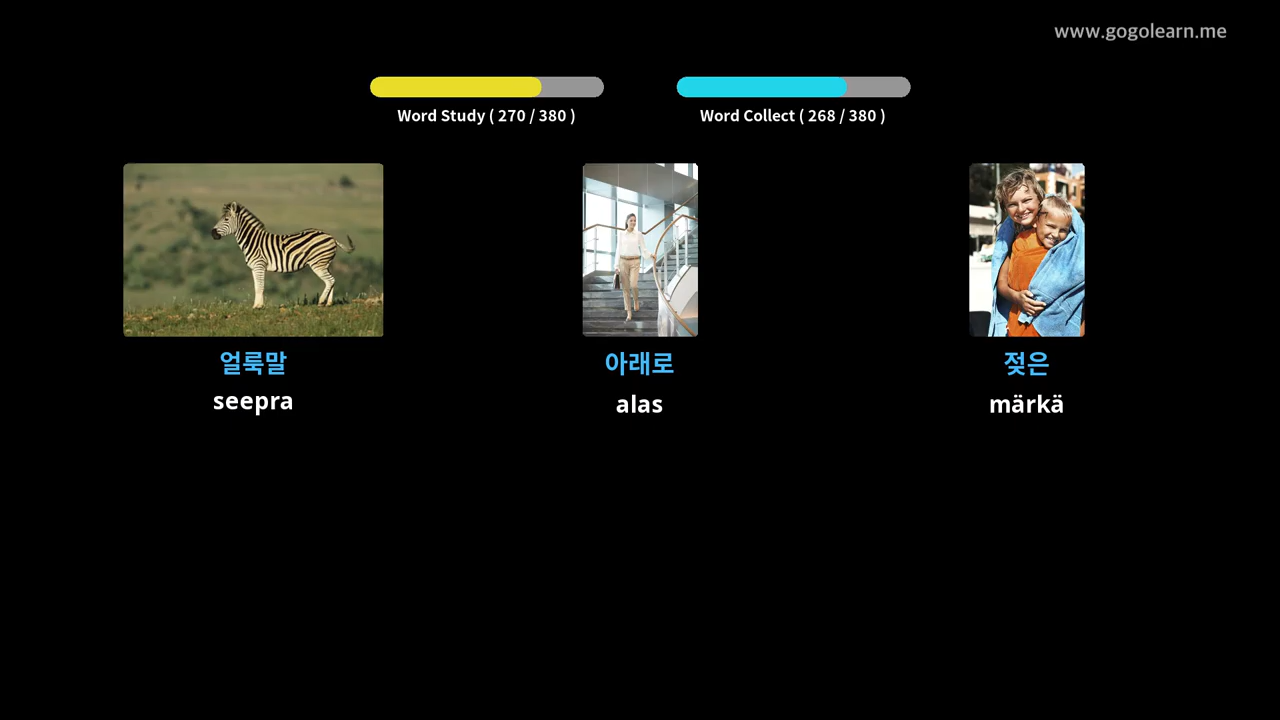 www.gogolearn.me
Word Study ( 270 / 380 )
Word Collect ( 268 / 380 )
얼룩말
아래로
젖은
seepra
alas
märkä